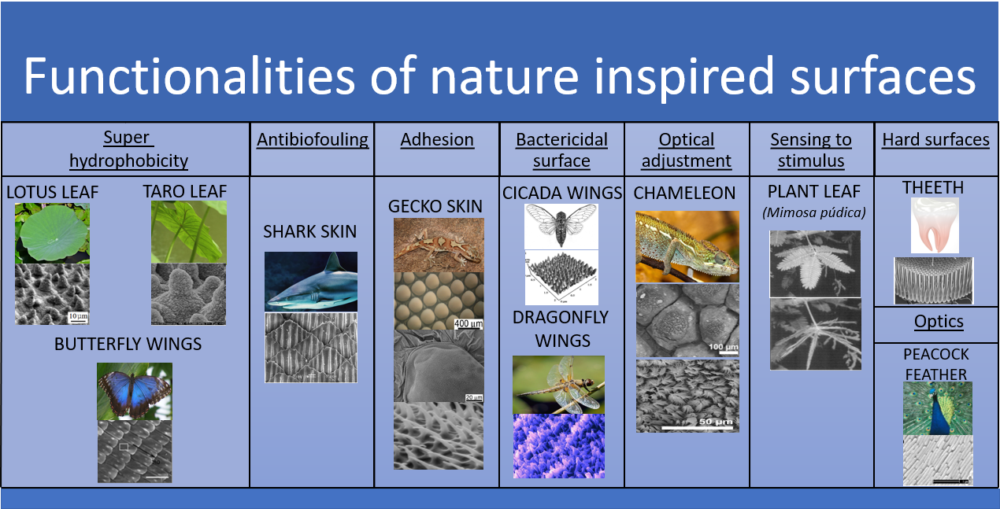 Functionalities of nature inspired surfaces
Super
hydrophobicity
LOTUS LEAF
TARO LEAF
10 μm
BUTTERFLY WINGS
Antibiofouling
SHARK SKIN
Adhesion
GECKO SKIN
400 μm
20 μm
Bactericidal
surface
CICADA WINGS
DRAGONFLY
WINGS
Optical
adjustment
CHAMELEON
100 μm
50 μm
Sensing to
stimulus
PLANT LEAF
(Mimosa púdica)
Hard surfaces
THEETH
Optics
PEACOCK
FEATHER